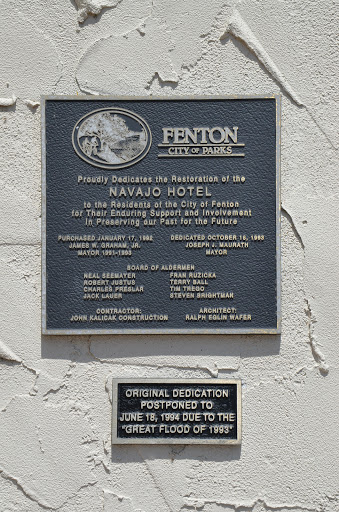 FENTON
CITY OF PARKS
Proudly Dedicates the Restoration of the
NAVAJO HOTEL
to the Residents of the City of Fenton
for Their Enduring Support and Involvement
in Preserving our Past for the Future
PURCHASED JANUARY 17, 1992
JAMES W. GRAHAM, JR.
MAYOR 1991-1993
DEDICATED OCTOBER 16, 1993
JOSEPH J. MAURATH
MAYOR
BOARD OF ALDERMEN
NEAL SEEMAYER
ROBERT JUSTUS
CHARLES PRESLAR
JACK LAUER
FRAN RUZICKA
TERRY BALL
TIM TREGO
STEVEN BRIGHTMAN
CONTRACTOR:
JOHN KALICAK CONSTRUCTION
ARCHITECT:
RALPH EGLIN WAFER
ORIGINAL DEDICATION
POSTPONED TO
JUNE 18, 1994 DUE TO THE
"GREAT FLOOD OF 1993"